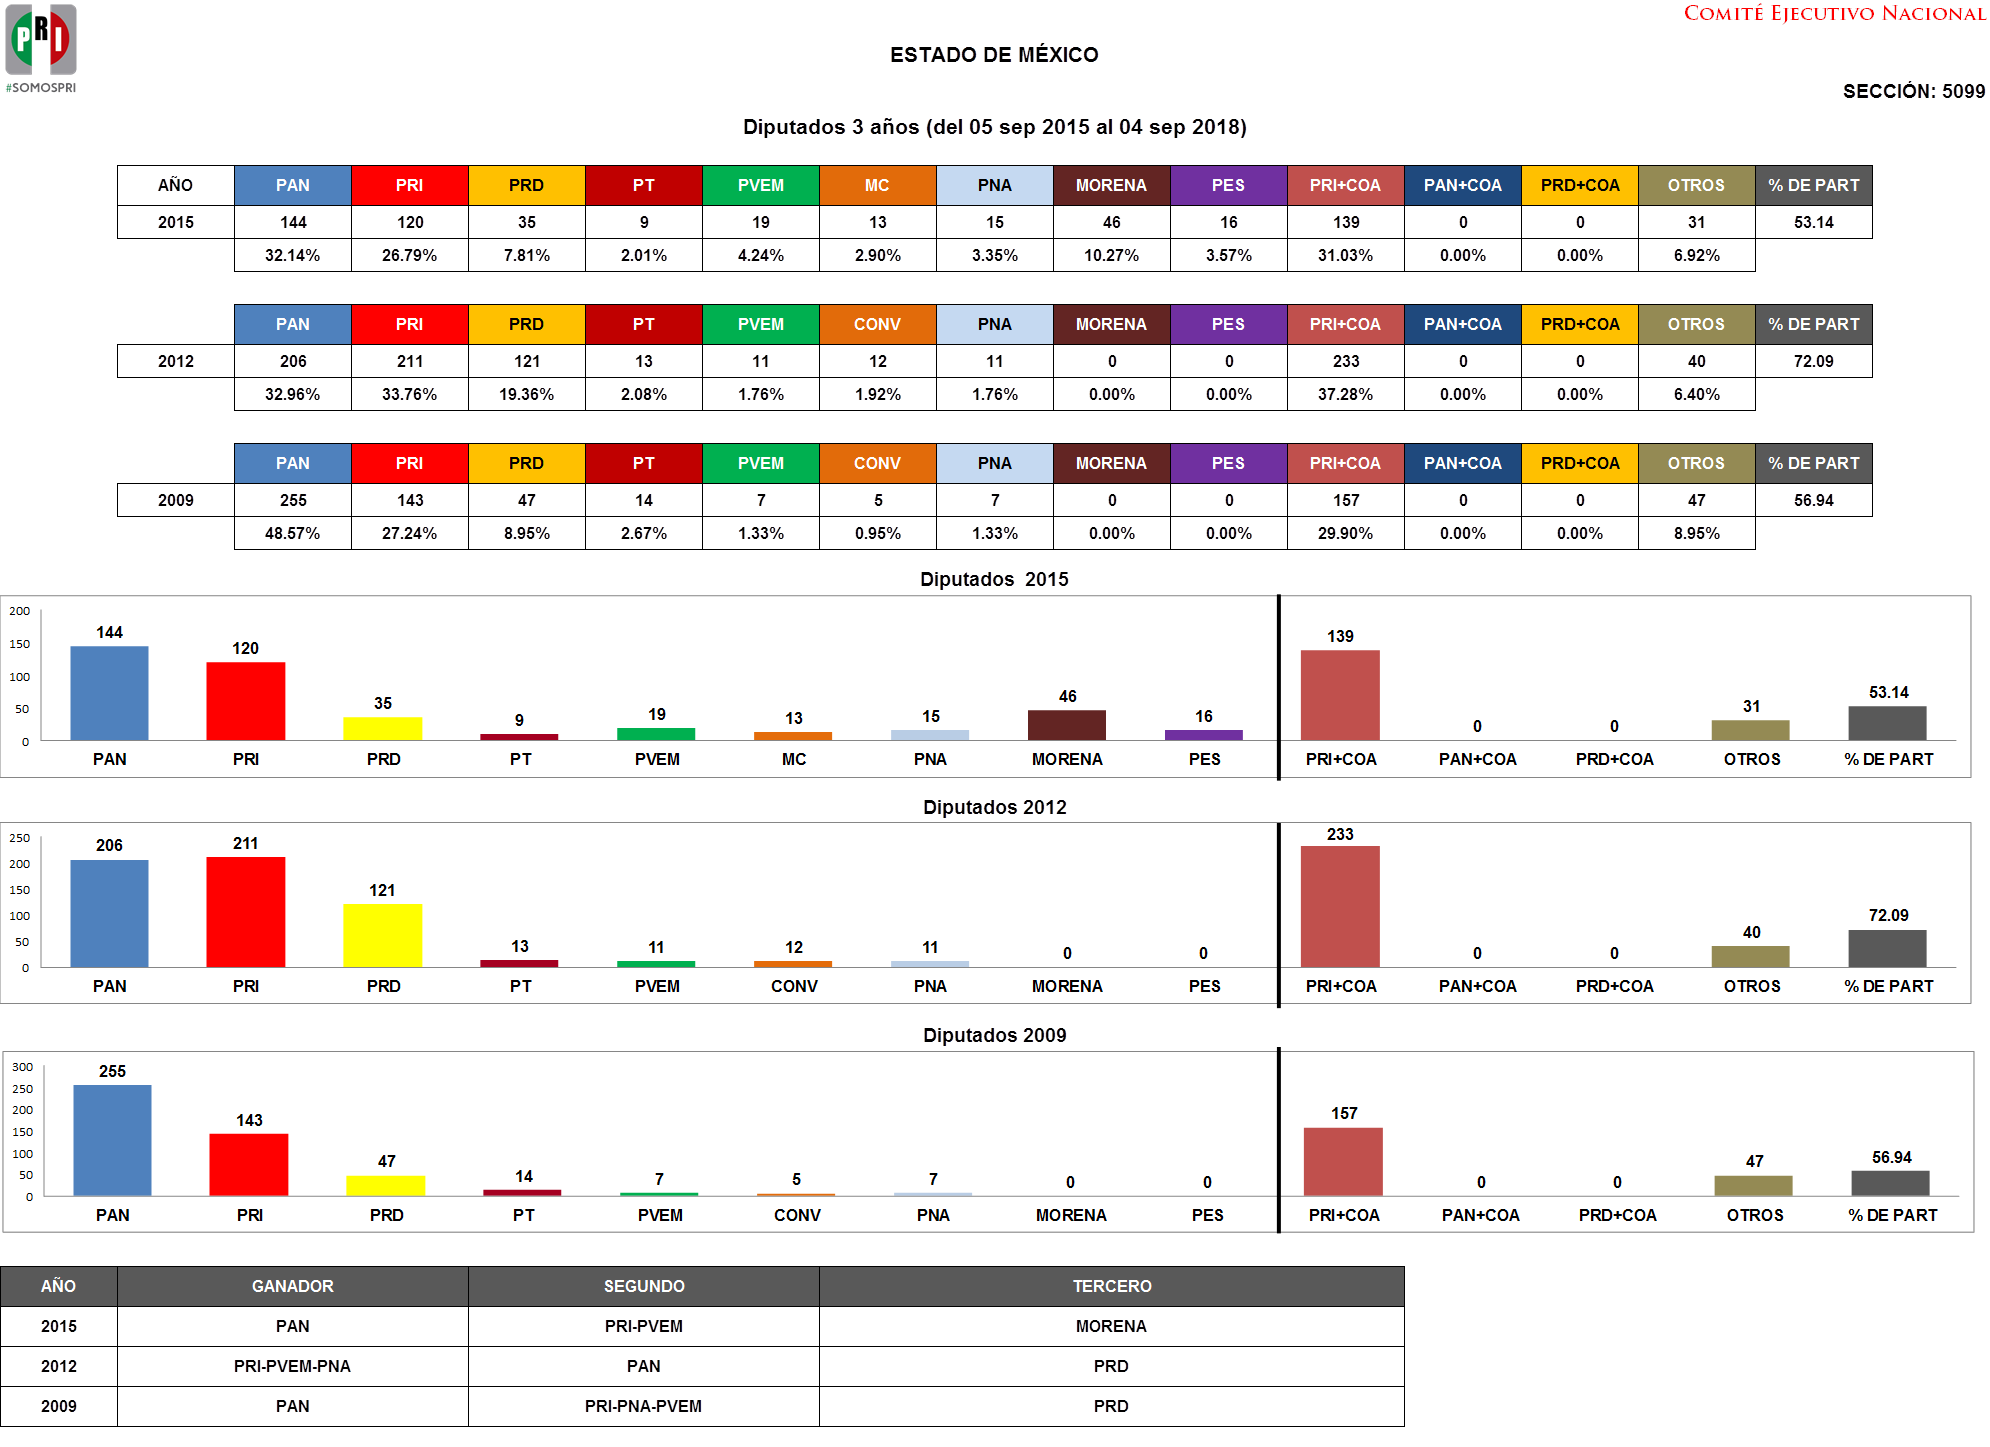 PRI
#SOMOSPRI
COMITÉ EJECUTIVO NACIONAL
ESTADO DE MÉXICO
SECCIÓN: 5099
Diputados 3 años (del 05 sep 2015 al 04 sep 2018)
AÑO PAN PRI PRD PT PVEM MC PNA MORENA PES PRI+COA PAN+COA PRD+COA OTROS % DE PART
2015 144 120 35 9 19 13 15 46 16 139 0 0 31 53.14
32.14% 26.79% 7.81% 2.01% 4.24% 2.90% 3.35% 10.27% 3.57% 31.03% 0.00% 0.00% 6.92%
PAN PRI PRD PT PVEM CONV PNA MORENA PES PRI+COA PAN+COA PRD+COA OTROS % DE PART
2012 206 211 121 13 11 12 11 0 0 233 0 0 40 72.09
32.96% 33.76% 19.36% 2.08% 1.76% 1.92% 1.76% 0.00% 0.00% 37.28% 0.00% 0.00% 6.40%
PAN PRI PRD PT PVEM CONV PNA MORENA PES PRI+COA PAN+COA PRD+COA OTROS % DE PART
2009 255 143 47 14 7 5 7 0 0 157 0 0 47 56.94
48.57% 27.24% 8.95% 2.67% 1.33% 0.95% 1.33% 0.00% 0.00% 29.90% 0.00% 0.00% 8.95%
Diputados 2015
200
150
100
50
0
144 120 35 9 19 13 15 46 16 139 0 0 31 53.14
PAN PRI PRD PT PVEM MC PNA MORENA PES PRI+COA PAN+COA PRD+COA OTROS % DE PART
Diputados 2012
250
200
150
100
50
0
206 211 121 13 11 12 11 0 0 233 0 0 40 72.09
PAN PRI PRD PT PVEM CONV PNA MORENA PES PRI+COA PAN+COA PRD+COA OTROS % DE PART
Diputados 2009
300
250
200
150
100
50
0
255 143 47 14 7 5 7 0 0 157 0 0 47 56.94
PAN PRI PRD PT PVEM CONV PNA MORENA PES PRI+COA PAN+COA PRD+COA OTROS % DE PART
AÑO GANADOR SEGUNDO TERCERO
2015 PAN PRI-PVEM MORENA
2012 PRI-PVEM-PNA PAN PRD
2009 PAN PRI-PNA-PVEM PRD